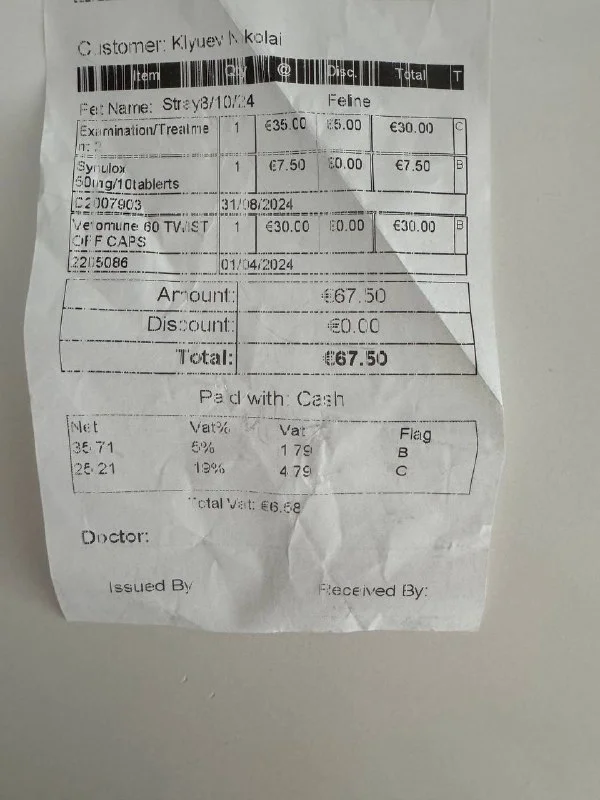 Customer: Klyuev Nikolai
Item Qty @ Disc. Total T
Pet Name: Stray8/10/24 Feline
Examination/Treatme 1 €35.00 €5.00 €30.00 C
Synulox 1 €7.50 €0.00 €7.50 B
50mg/10tablerts
C2007903 31/08/2024
Vetomune 60 TWIST 1 €30.00 £0.00 €30.00 B
OFF CAPS
2205086 01/04/2024
Amount: €67.50
Discount: €0.00
Total: €67.50
Paid with: Cash
Net Vat% Vat Flag
35.71 5% 1.79 B
25.21 19% 4.79 C
Total Vat: €6.58
Doctor:
Issued By Received By: